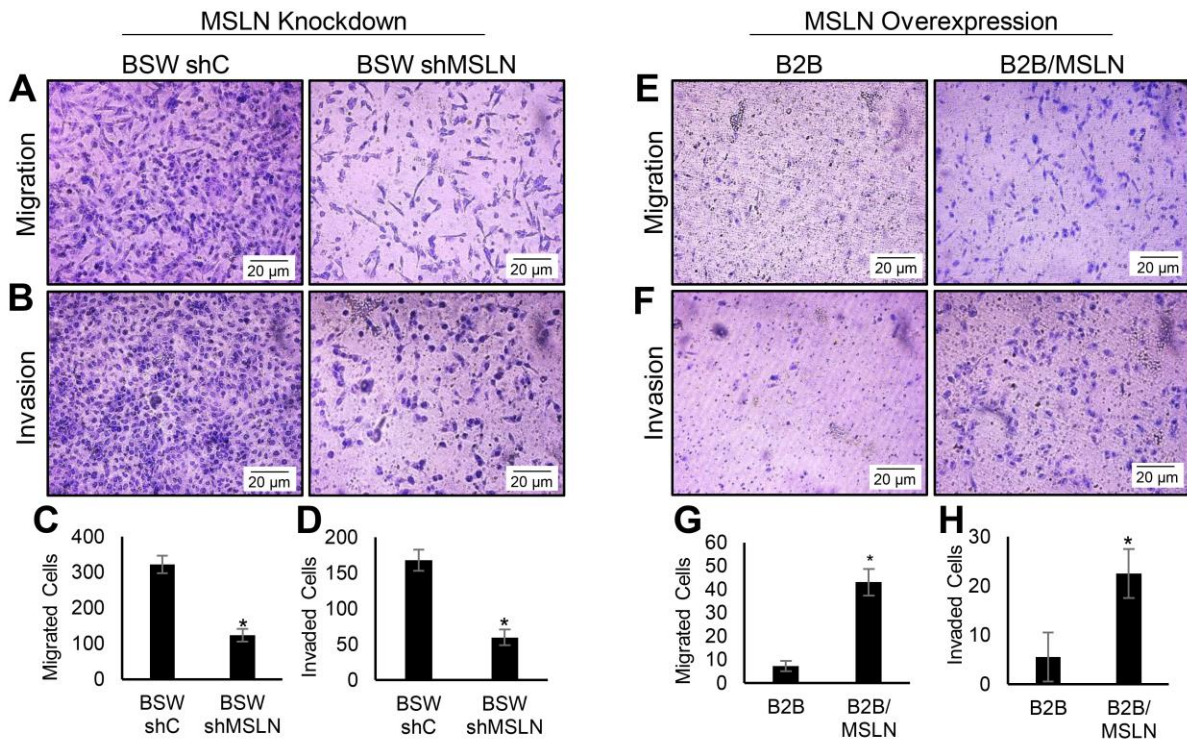 MSLN Knockdown
MSLN Overexpression
BSW shC
BSW shMSLN
B2B
B2B/MSLN
A
Migration
20 µm
20 µm
E
Migration
20 µm
20 µm
B
Invasion
20 µm
20 µm
F
Invasion
20 µm
20 µm
C
Migrated Cells
400
300
200
100
0
*
BSW
shC
BSW
shMSLN
D
Invaded Cells
200
150
100
50
0
*
BSW
shC
BSW
shMSLN
G
Migrated Cells
60
50
40
30
20
10
0
*
B2B
B2B/
MSLN
H
Invaded Cells
30
20
10
0
*
B2B
B2B/
MSLN